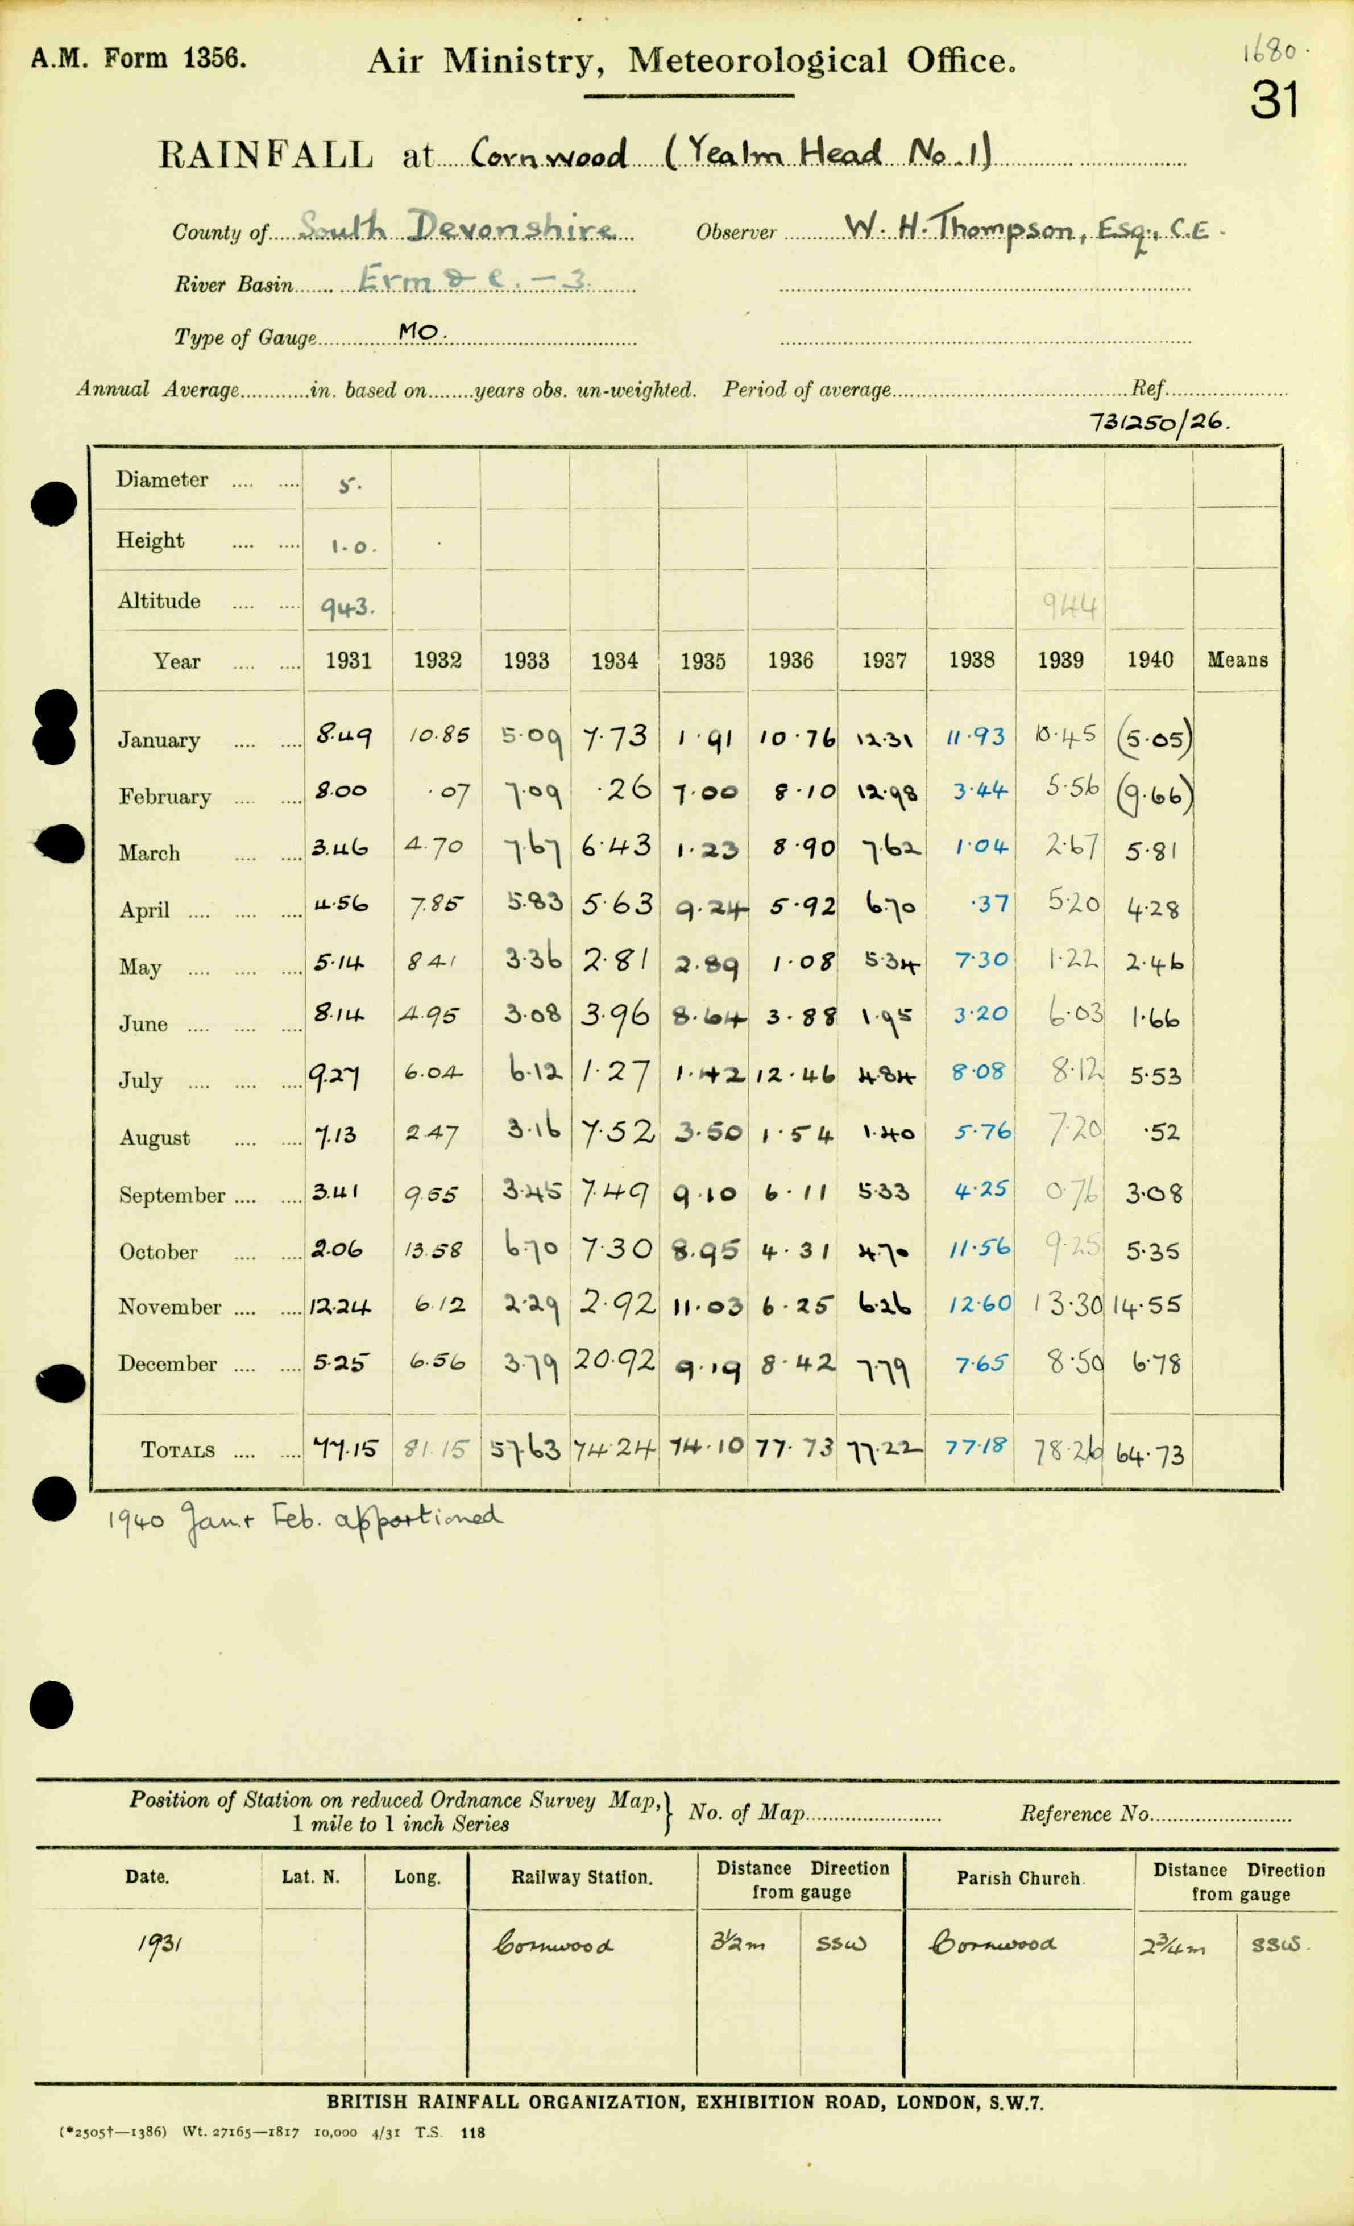 A.M. Form 1356. Air Ministry, Meteorological Office. 1680.
31
RAINFALL at Cornwood (Yealm Head No. 1)
County of South Devonshire Observer W. H. Thompson, Esq., C.E.
River Basin Erm & c. - 3.
Type of Gauge MO.
Annual Average in. based on years obs. un-weighted. Period of average Ref.
731250/26.
Diameter 5.
Height 1.0.
Altitude 943. 944
Year 1931 1932 1933 1934 1935 1936 1937 1938 1939 1940 Means
January 8.49 10.85 5.09 7.73 1.91 10.76 12.31 11.93 10.45 (5.05)
February 8.00 .07 7.09 .26 7.00 8.10 12.98 3.44 5.56 (9.66)
March 3.46 4.70 7.67 6.43 1.23 8.90 7.62 1.04 2.67 5.81
April 4.56 7.85 5.83 5.63 9.24 5.92 6.70 .37 5.20 4.28
May 5.14 8 41 3.36 2.81 2.89 1.08 5.34 7.30 1.22 2.46
June 8.14 4.95 3.08 3.96 8.64 3.88 1.95 3.20 6.03 1.66
July 9.27 6.04 6.12 1.27 1.42 12.46 4.84 8.08 8.12 5.53
August 7.13 2.47 3.16 7.52 3.50 1.54 1.40 5.76 7.20 .52
September 3.41 9.55 3.45 7.49 9.10 6.11 5.33 4.25 0.76 3.08
October 2.06 13.58 6.70 7.30 8.95 4.31 4.70 11.56 9.25 5.35
November 12.24 6.12 2.29 2.92 11.03 6.25 6.26 12.60 13.30 14.55
December 5.25 6.56 3.79 20.92 9.19 8.42 7.79 7.65 8.50 6.78
TOTALS 77.15 81.15 57.63 74.24 74.10 77.73 77.22 77.18 78.26 64.73
1940 Jan + Feb. apportioned
Position of Station on reduced Ordnance Survey Map,} No. of Map Reference No.
1 mile to 1 inch Series
Date. Lat. N. Long. Railway Station. Distance Direction from gauge Parish Church. Distance Direction from gauge
1931 Cornwood 3½m SSW Cornwood 2¾m SSW.
BRITISH RAINFALL ORGANIZATION, EXHIBITION ROAD, LONDON, S.W.7.
(*2505†—1386) Wt. 27165—1817 10,000 4/31 T.S. 118